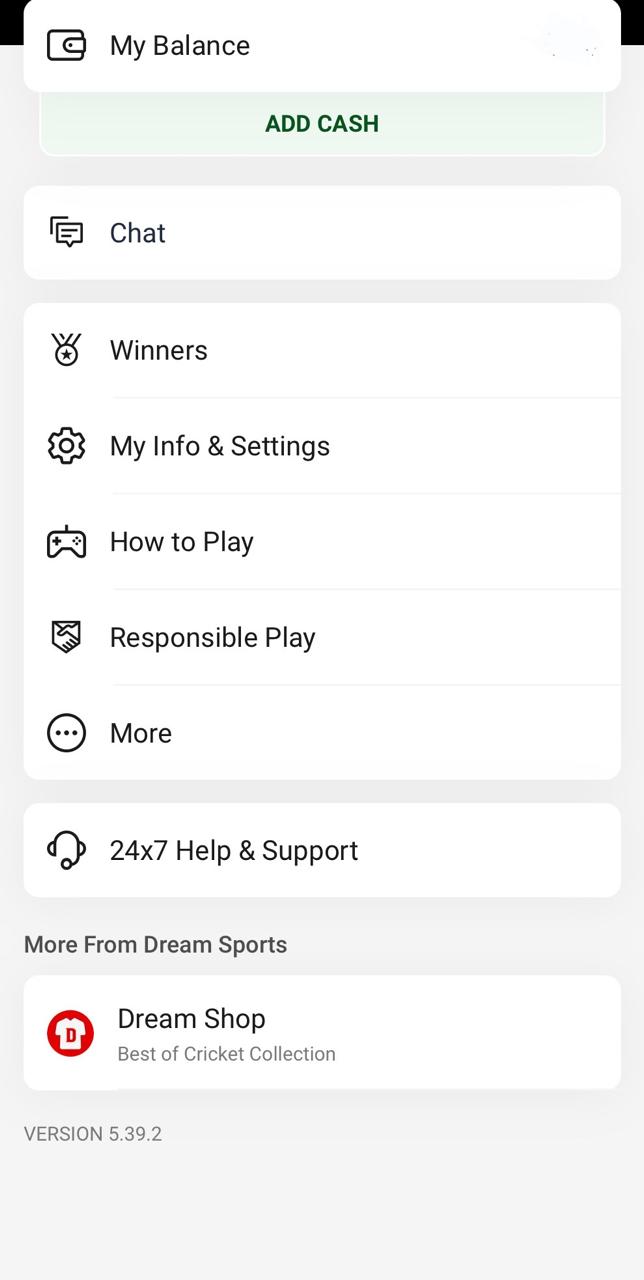 My Balance
ADD CASH
Chat
Winners
My Info & Settings
How to Play
Responsible Play
More
24x7 Help & Support
More From Dream Sports
D
Dream Shop
Best of Cricket Collection
VERSION 5.39.2